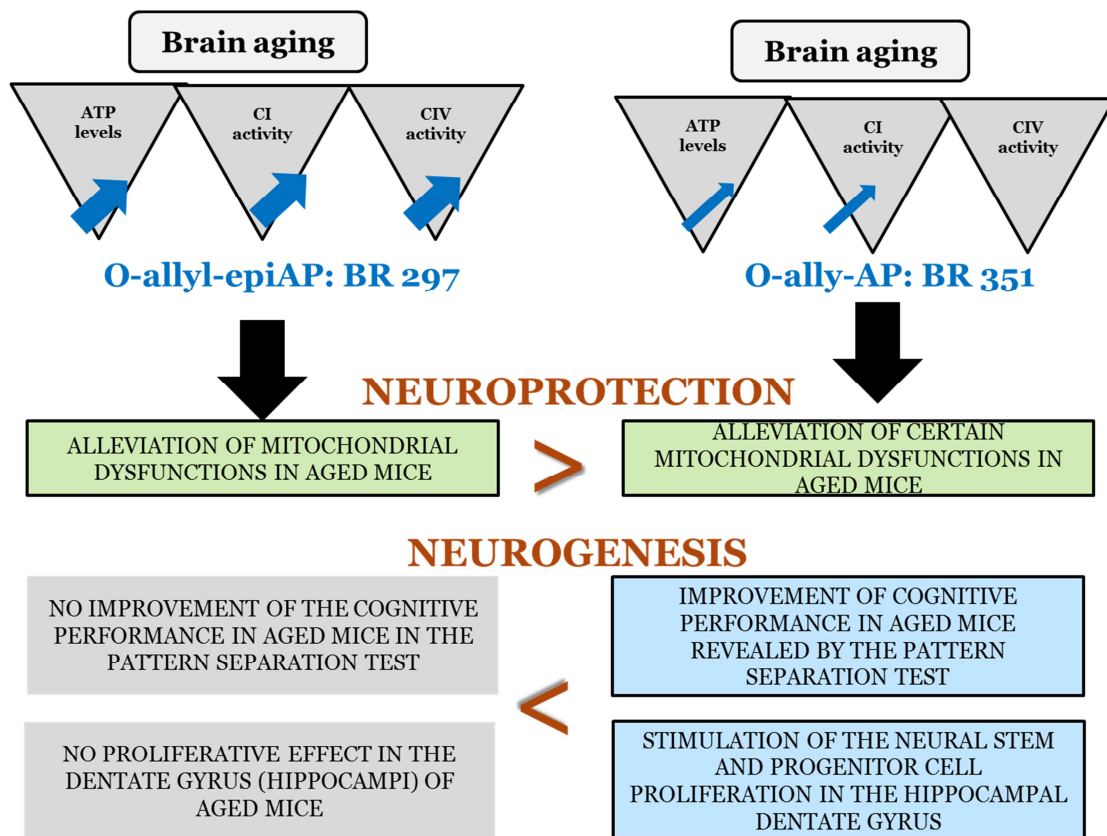 Brain aging
ATP
levels
CI
activity
CIV
activity
O-allyl-epiAP: BR 297
Brain aging
ATP
levels
CI
activity
CIV
activity
O-ally-AP: BR 351
NEUROPROTECTION
ALLEVIATION OF MITOCHONDRIAL
DYSFUNCTIONS IN AGED MICE
>
ALLEVIATION OF CERTAIN
MITOCHONDRIAL DYSFUNCTIONS IN
AGED MICE
NEUROGENESIS
NO IMPROVEMENT OF THE COGNITIVE
PERFORMANCE IN AGED MICE IN THE
PATTERN SEPARATION TEST
IMPROVEMENT OF COGNITIVE
PERFORMANCE IN AGED MICE
REVEALED BY THE PATTERN
SEPARATION TEST
<
NO PROLIFERATIVE EFFECT IN THE
DENTATE GYRUS (HIPPOCAMPI) OF
AGED MICE
STIMULATION OF THE NEURAL STEM
AND PROGENITOR CELL
PROLIFERATION IN THE HIPPOCAMPAL
DENTATE GYRUS